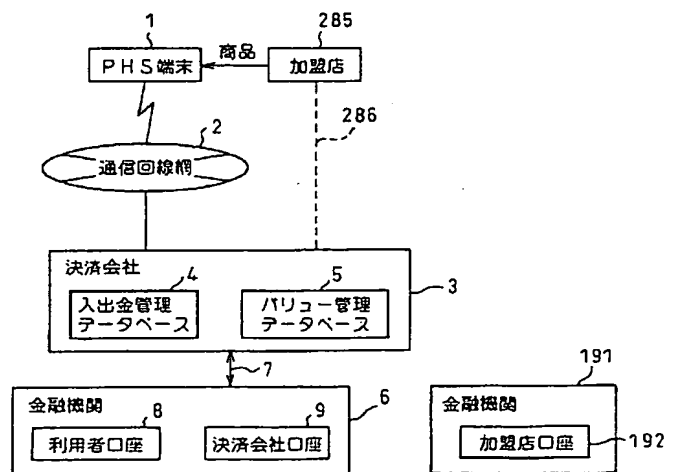 1
PHS端末
商品
285
加盟店
286
2
通信回線網
決済会社
4
入出金管理
データベース
5
バリュー管理
データベース
3
7
金融機関
6
8
利用者口座
9
決済会社口座
191
金融機関
加盟店口座
192